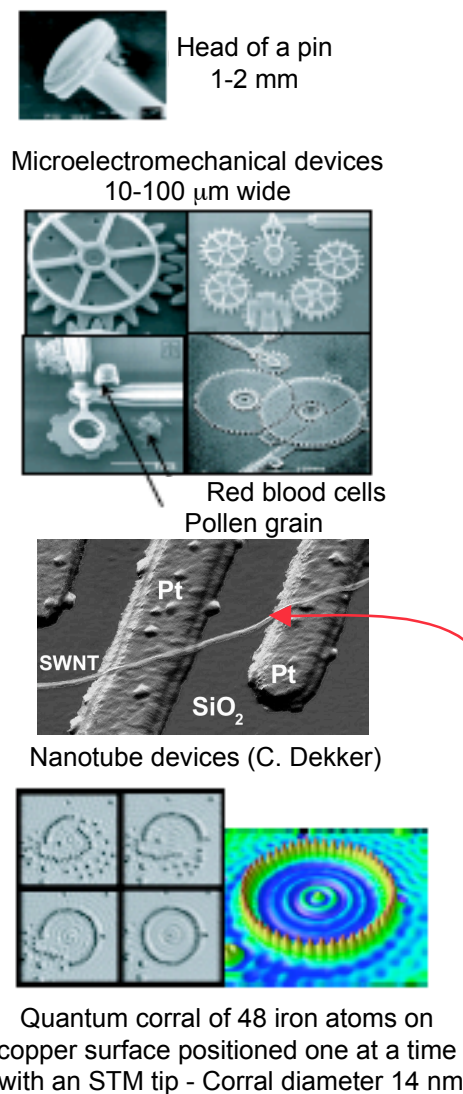 Head of a pin
1-2 mm
Microelectromechanical devices
10-100 μm wide
Red blood cells
Pollen grain
Pt
SWNT
Pt
SiO₂
Nanotube devices (C. Dekker)
Quantum corral of 48 iron atoms on
copper surface positioned one at a time
with an STM tip - Corral diameter 14 nm